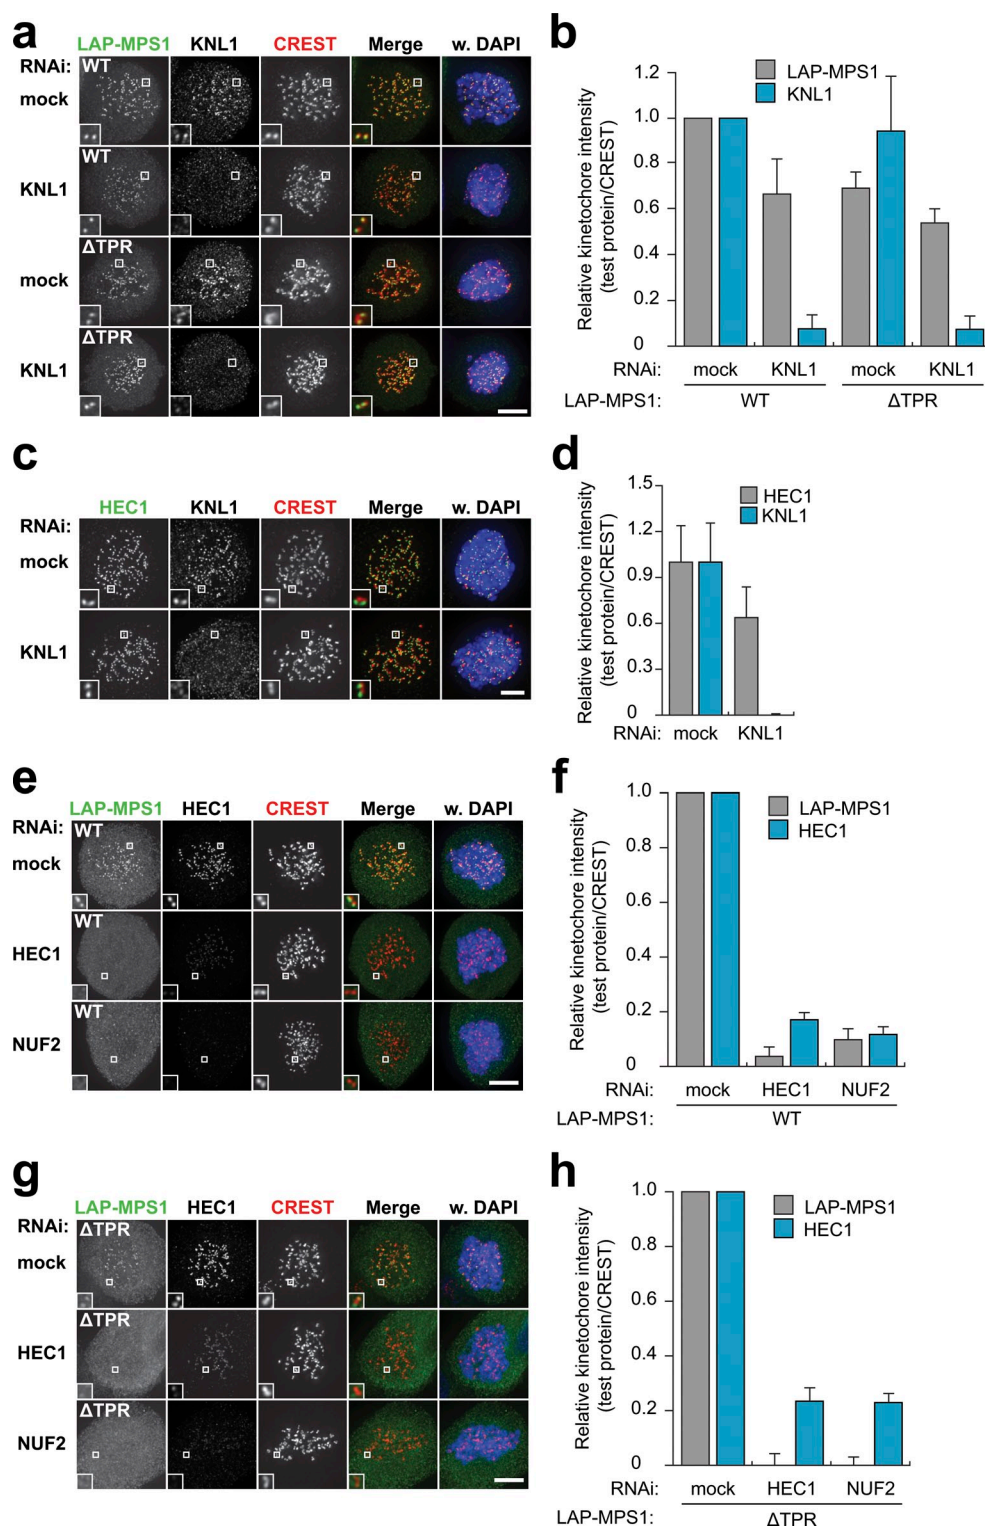 a
LAP-MPS1 KNL1 CREST Merge w. DAPI
RNAi:
WT
mock
WT
KNL1
ΔTPR
mock
ΔTPR
KNL1
b
LAP-MPS1
KNL1
Relative kinetochore intensity
(test protein/CREST)
1.2
1.0
0.8
0.6
0.4
0.2
0
RNAi: mock KNL1 mock KNL1
LAP-MPS1: WT ΔTPR
c
HEC1 KNL1 CREST Merge w. DAPI
RNAi:
mock
KNL1
d
HEC1
KNL1
Relative kinetochore intensity
(test protein/CREST)
1.5
1.2
0.9
0.6
0.3
0
RNAi: mock KNL1
e
LAP-MPS1 HEC1 CREST Merge w. DAPI
RNAi:
WT
mock
WT
HEC1
WT
NUF2
f
LAP-MPS1
HEC1
Relative kinetochore intensity
(test protein/CREST)
1.0
0.8
0.6
0.4
0.2
0
RNAi: mock HEC1 NUF2
LAP-MPS1: WT
g
LAP-MPS1 HEC1 CREST Merge w. DAPI
RNAi:
ΔTPR
mock
ΔTPR
HEC1
ΔTPR
NUF2
h
LAP-MPS1
HEC1
Relative kinetochore intensity
(test protein/CREST)
1.0
0.8
0.6
0.4
0.2
0
RNAi: mock HEC1 NUF2
LAP-MPS1: ΔTPR